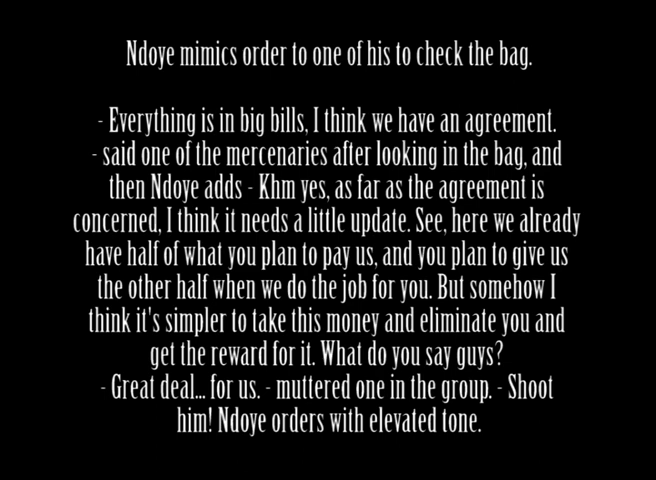 Ndoye mimics order to one of his to check the bag.
- Everything is in big bills, I think we have an agreement.
- said one of the mercenaries after looking in the bag, and
then Ndoye adds - Khm yes, as far as the agreement is
concerned, I think it needs a little update. See, here we already
have half of what you plan to pay us, and you plan to give us
the other half when we do the job for you. But somehow I
think it's simpler to take this money and eliminate you and
get the reward for it. What do you say guys?
- Great deal... for us. - muttered one in the group. - Shoot
him! Ndoye orders with elevated tone.